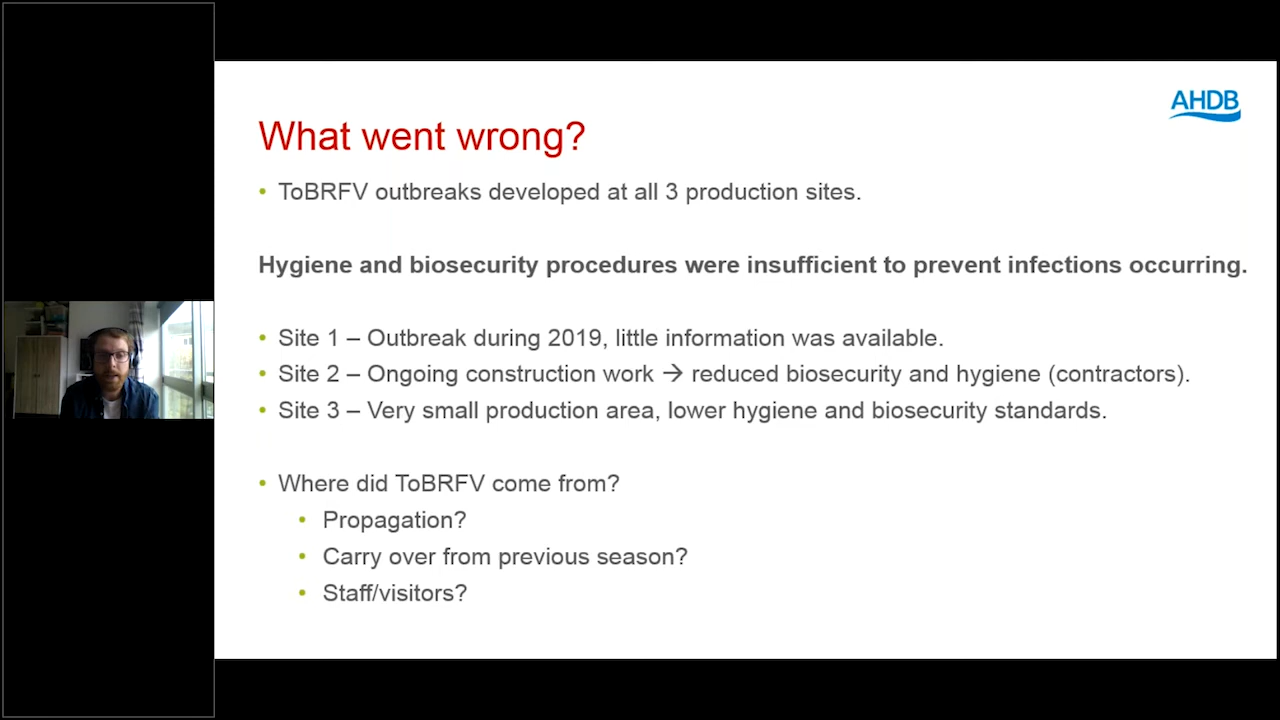 AHDB
What went wrong?
• ToBRFV outbreaks developed at all 3 production sites.
Hygiene and biosecurity procedures were insufficient to prevent infections occurring.
• Site 1 – Outbreak during 2019, little information was available.
• Site 2 – Ongoing construction work → reduced biosecurity and hygiene (contractors).
• Site 3 – Very small production area, lower hygiene and biosecurity standards.
• Where did ToBRFV come from?
• Propagation?
• Carry over from previous season?
• Staff/visitors?